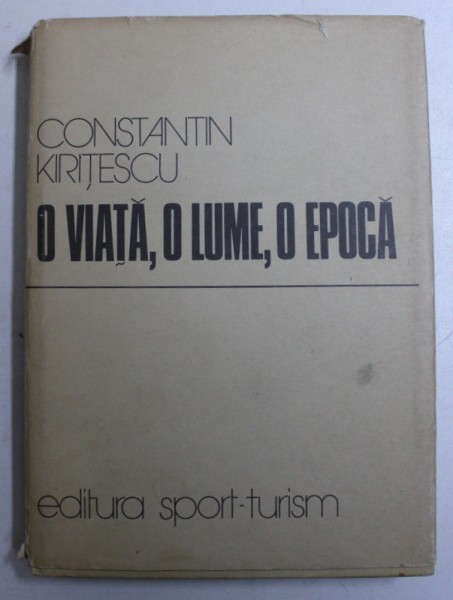 CONSTANTIN
KIRIȚESCU
O VIAȚĂ, O LUME, O EPOCĂ
editura sport-turism